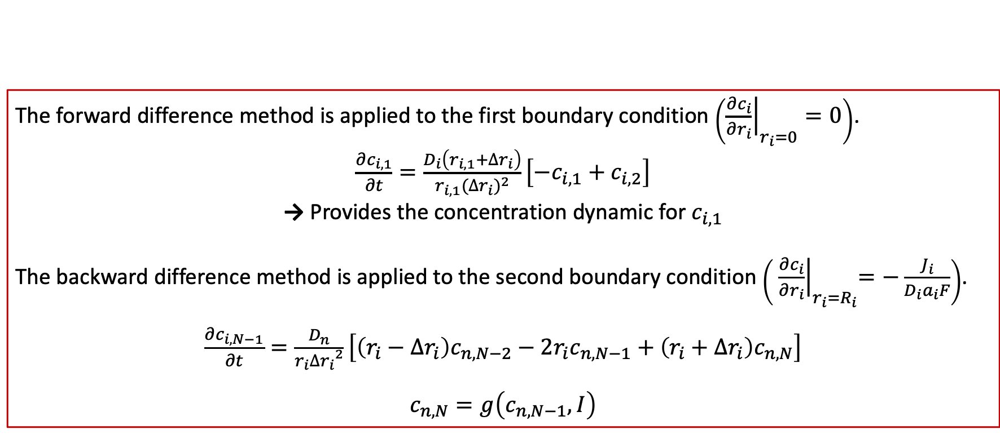 The forward difference method is applied to the first boundary condition $\left(\left.\frac{\partial c_i}{\partial r_i}\right|_{r_i=0} = 0\right)$.
$\frac{\partial c_{i,1}}{\partial t} = \frac{D_i(r_{i,1}+\Delta r_i)}{r_{i,1}(\Delta r_i)^2}\left[-c_{i,1} + c_{i,2}\right]$
→ Provides the concentration dynamic for $c_{i,1}$
The backward difference method is applied to the second boundary condition $\left(\left.\frac{\partial c_i}{\partial r_i}\right|_{r_i=R_i} = -\frac{J_i}{D_i a_i F}\right)$.
$\frac{\partial c_{i,N-1}}{\partial t} = \frac{D_n}{r_i \Delta r_i^2}\left[(r_i - \Delta r_i)c_{n,N-2} - 2r_i c_{n,N-1} + (r_i + \Delta r_i)c_{n,N}\right]$
$c_{n,N} = g(c_{n,N-1}, I)$